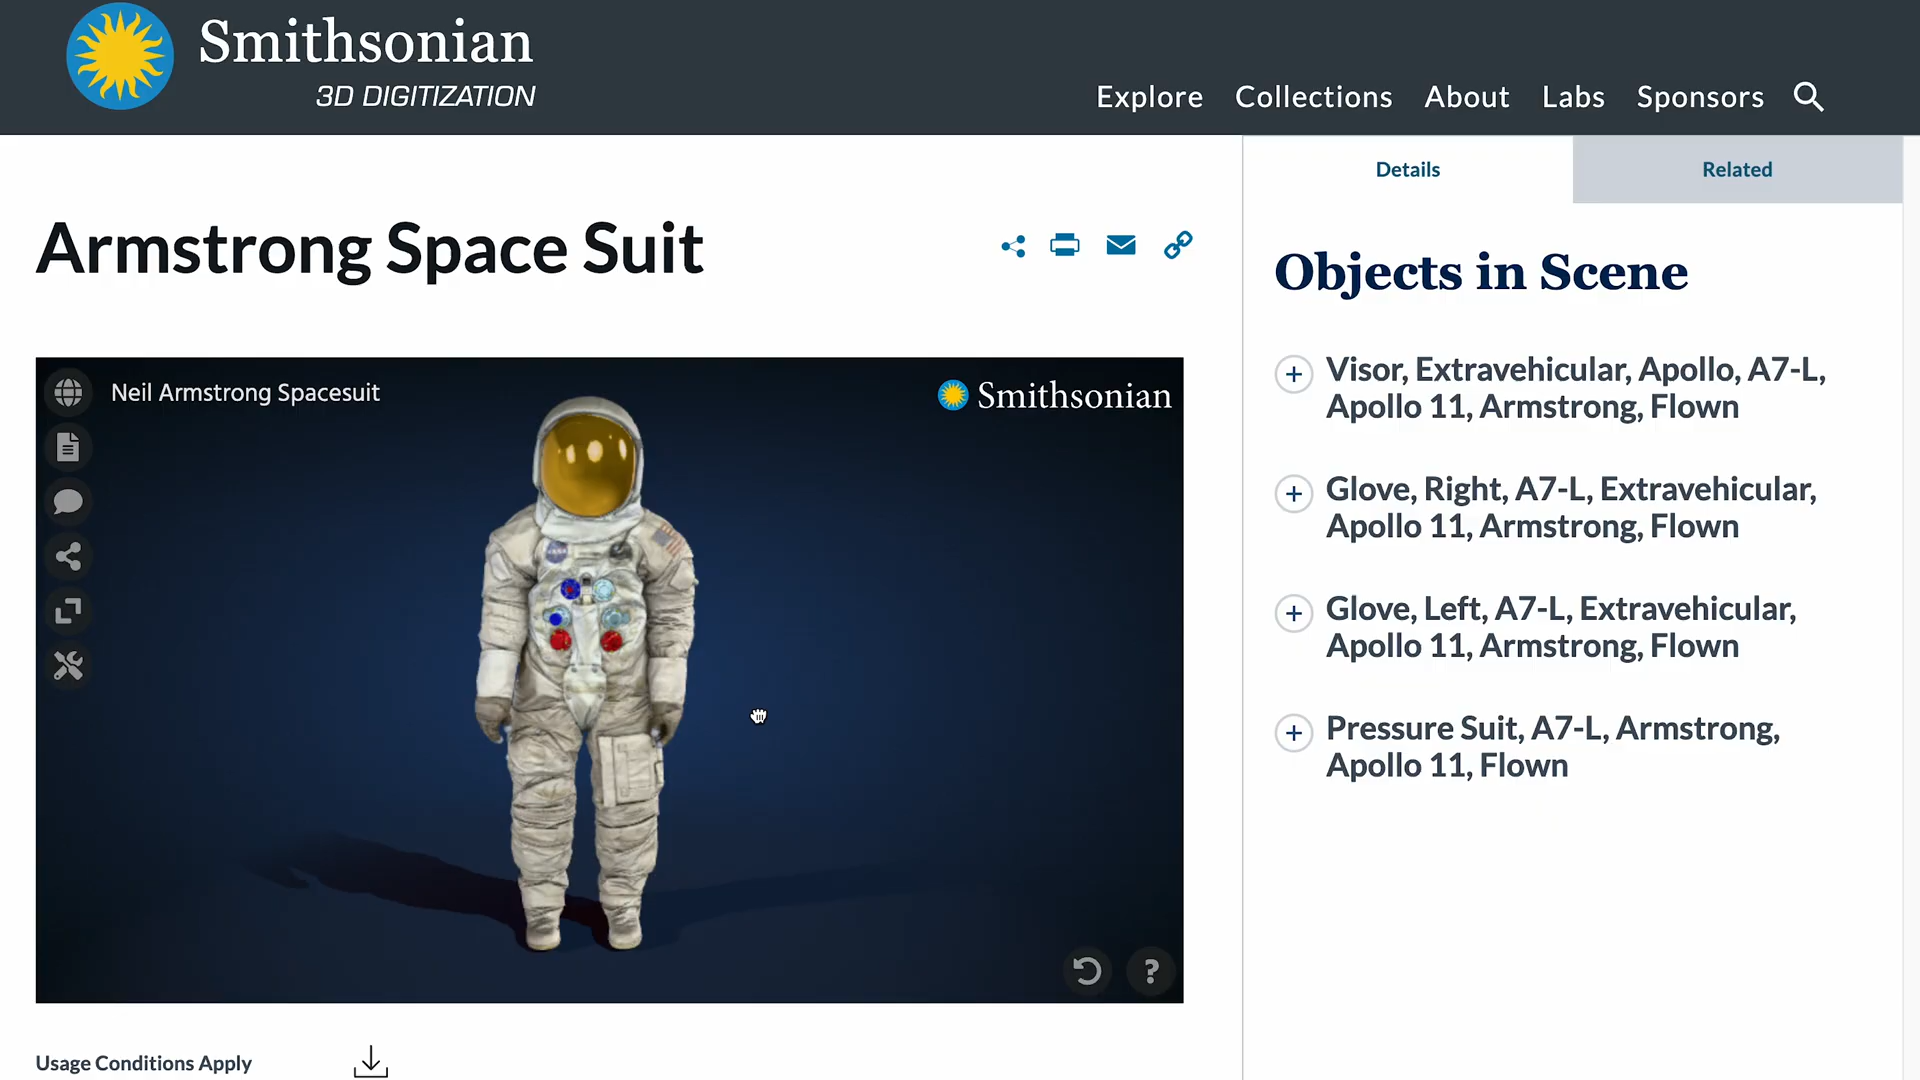 Smithsonian
3D DIGITIZATION
Explore Collections About Labs Sponsors
Armstrong Space Suit
Neil Armstrong Spacesuit
Smithsonian
NASA
?
Usage Conditions Apply
Details
Related
Objects in Scene
Visor, Extravehicular, Apollo, A7-L,
Apollo 11, Armstrong, Flown
Glove, Right, A7-L, Extravehicular,
Apollo 11, Armstrong, Flown
Glove, Left, A7-L, Extravehicular,
Apollo 11, Armstrong, Flown
Pressure Suit, A7-L, Armstrong,
Apollo 11, Flown